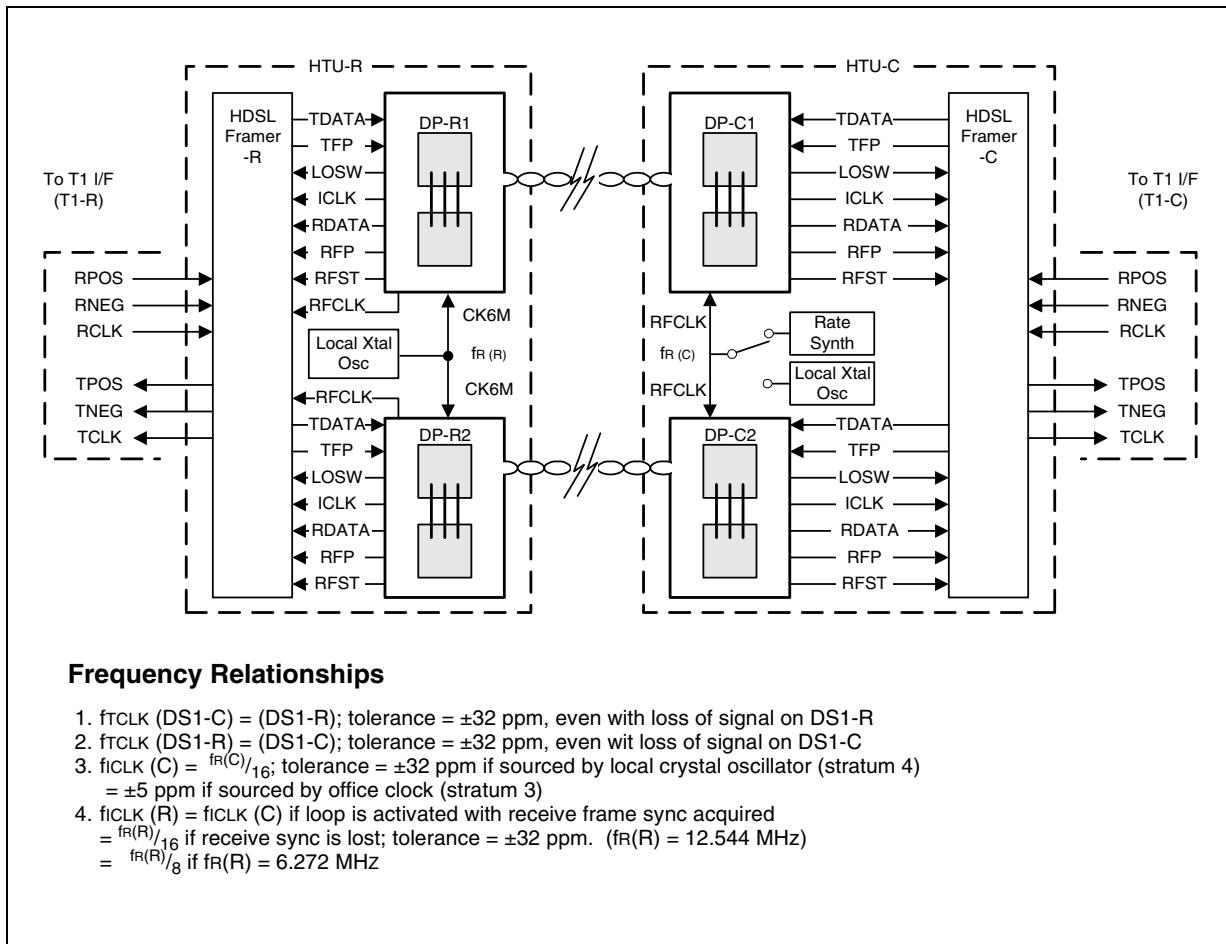 HTU-R
HTU-C
HDSL
Framer
-R
TDATA
TFP
LOSW
ICLK
RDATA
RFP
RFST
RFCLK
DP-R1
DP-C1
TDATA
TFP
LOSW
ICLK
RDATA
RFP
RFST
HDSL
Framer
-C
To T1 I/F
(T1-R)
To T1 I/F
(T1-C)
RPOS
RNEG
RCLK
TPOS
TNEG
TCLK
Local Xtal
Osc
CK6M
fR (R)
CK6M
RFCLK
fR (C)
RFCLK
Rate
Synth
Local Xtal
Osc
RPOS
RNEG
RCLK
TPOS
TNEG
TCLK
RFCLK
TDATA
TFP
LOSW
ICLK
RDATA
RFP
RFST
DP-R2
DP-C2
TDATA
TFP
LOSW
ICLK
RDATA
RFP
RFST
Frequency Relationships
1. fTCLK (DS1-C) = (DS1-R); tolerance = ±32 ppm, even with loss of signal on DS1-R
2. fTCLK (DS1-R) = (DS1-C); tolerance = ±32 ppm, even wit loss of signal on DS1-C
3. fICLK (C) = fR(C)/16; tolerance = ±32 ppm if sourced by local crystal oscillator (stratum 4)
= ±5 ppm if sourced by office clock (stratum 3)
4. fICLK (R) = fICLK (C) if loop is activated with receive frame sync acquired
= fR(R)/16 if receive sync is lost; tolerance = ±32 ppm. (fR(R) = 12.544 MHz)
= fR(R)/8 if fR(R) = 6.272 MHz